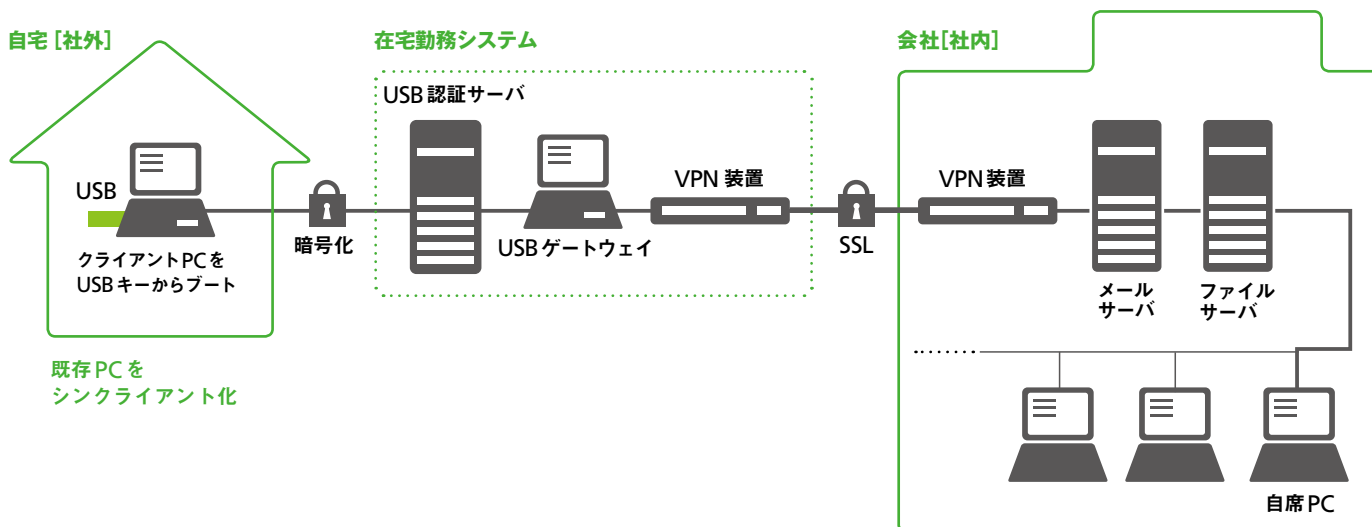 自宅[社外]
在宅勤務システム
会社[社内]
USB 認証サーバ
VPN 装置
VPN 装置
USB
暗号化
USB ゲートウェイ
SSL
クライアントPCを
USBキーからブート
メール
サーバ
ファイル
サーバ
既存PCを
シンクライアント化
自席PC